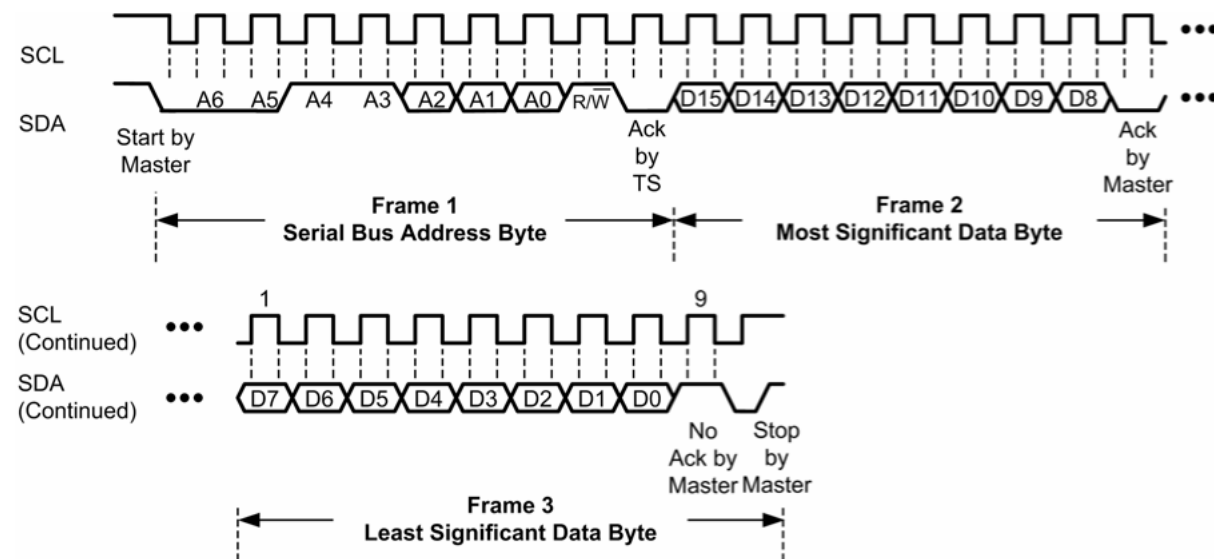 SCL
SDA
A6 A5 A4 A3 A2 A1 A0 R/W̅ D15 D14 D13 D12 D11 D10 D9 D8
Start by
Master
Ack
by
TS
Ack
by
Master
Frame 1
Serial Bus Address Byte
Frame 2
Most Significant Data Byte
1 9
SCL
(Continued)
SDA
(Continued)
D7 D6 D5 D4 D3 D2 D1 D0
No
Ack by
Master
Stop
by
Master
Frame 3
Least Significant Data Byte